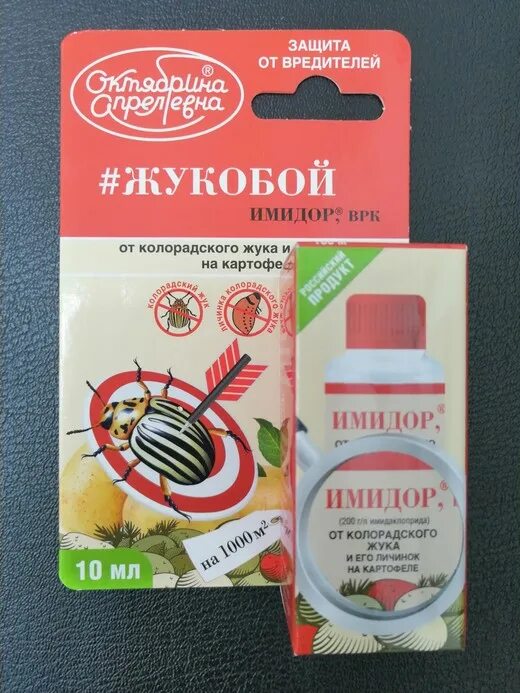 ЗАЩИТА
ОТ ВРЕДИТЕЛЕЙ
Октябрина®
Апрелевна
#ЖУКОБОЙ
ИМИДОР,® ВРК
от колорадского жука и
на картофеле
колорадский жук
личинка колорадского жука
на 1000 м²
10 мл
РОССИЙСКИЙ
ПРОДУКТ
ИМИДОР,®
ИМИДОР,®
(200 г/л имидаклоприда)
ОТ КОЛОРАДСКОГО
ЖУКА
И ЕГО ЛИЧИНОК
НА КАРТОФЕЛЕ